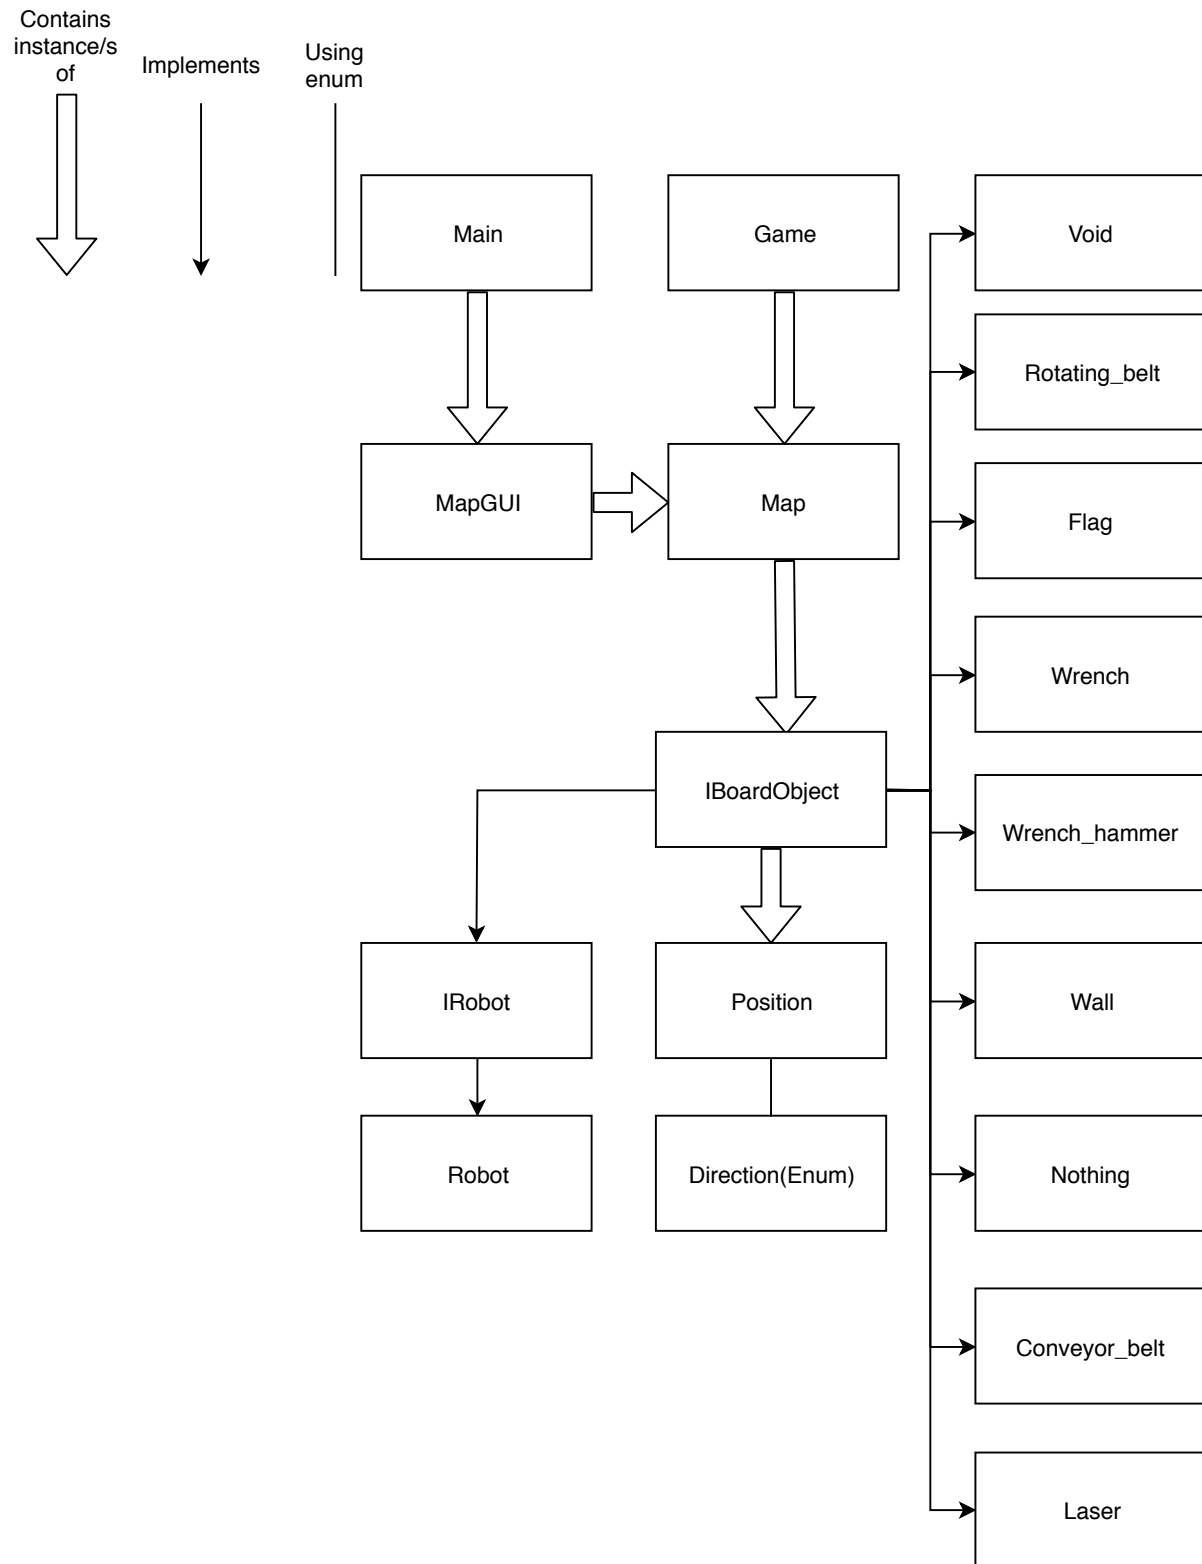 Contains
instance/s
of
Implements
Using
enum
Main
Game
Void
Rotating_belt
MapGUI
Map
Flag
Wrench
IBoardObject
Wrench_hammer
IRobot
Position
Wall
Robot
Direction(Enum)
Nothing
Conveyor_belt
Laser